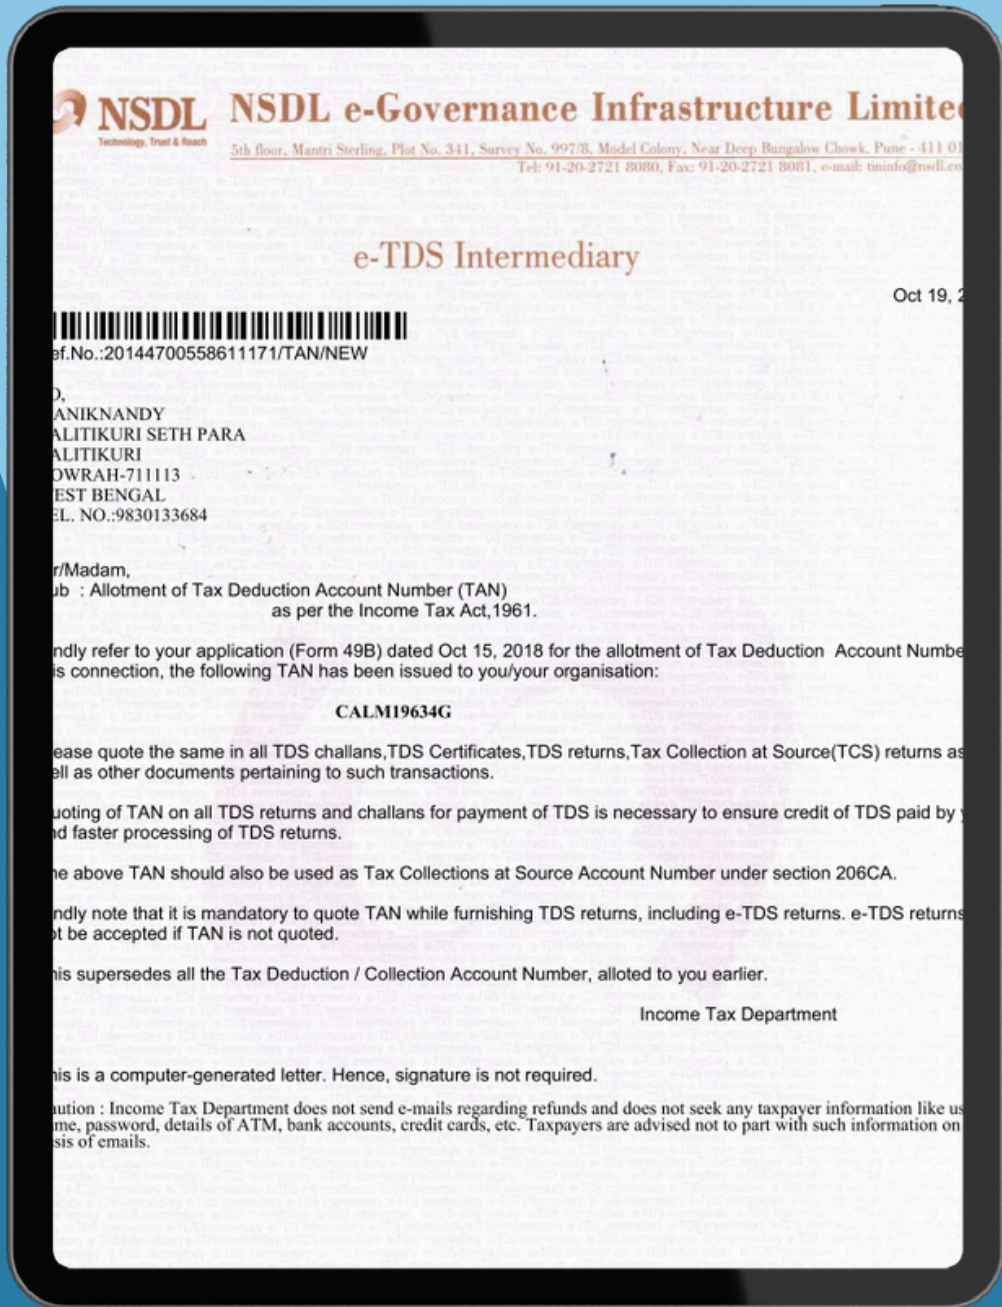 NSDL
Technology, Trust & Reach
NSDL e-Governance Infrastructure Limite
5th floor, Mantri Sterling, Plot No. 341, Survey No. 997/8, Model Colony, Near Deep Bungalow Chowk, Pune - 411 01
Tel: 91-20-2721 8080, Fax: 91-20-2721 8081, e-mail: tininfo@nsdl.co
e-TDS Intermediary
Oct 19, 2
ef.No.:20144700558611171/TAN/NEW
O,
ANIKNANDY
ALITIKURI SETH PARA
ALITIKURI
OWRAH-711113
EST BENGAL
EL. NO.:9830133684
r/Madam,
ub : Allotment of Tax Deduction Account Number (TAN)
as per the Income Tax Act,1961.
ndly refer to your application (Form 49B) dated Oct 15, 2018 for the allotment of Tax Deduction Account Numbe
is connection, the following TAN has been issued to you/your organisation:
CALM19634G
ease quote the same in all TDS challans,TDS Certificates,TDS returns,Tax Collection at Source(TCS) returns as
ell as other documents pertaining to such transactions.
uoting of TAN on all TDS returns and challans for payment of TDS is necessary to ensure credit of TDS paid by
nd faster processing of TDS returns.
he above TAN should also be used as Tax Collections at Source Account Number under section 206CA.
ndly note that it is mandatory to quote TAN while furnishing TDS returns, including e-TDS returns. e-TDS returns
ot be accepted if TAN is not quoted.
his supersedes all the Tax Deduction / Collection Account Number, alloted to you earlier.
Income Tax Department
his is a computer-generated letter. Hence, signature is not required.
aution : Income Tax Department does not send e-mails regarding refunds and does not seek any taxpayer information like us
me, password, details of ATM, bank accounts, credit cards, etc. Taxpayers are advised not to part with such information on
sis of emails.